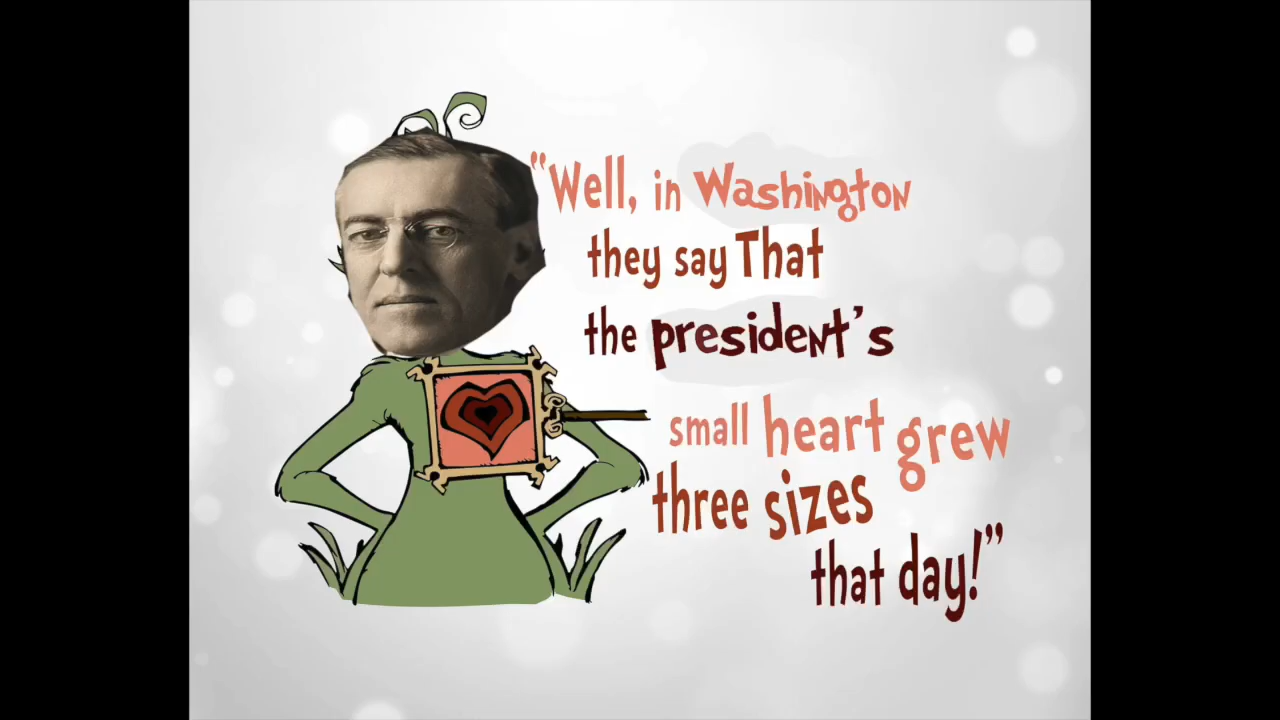 “Well, in Washington
they say That
the president’s
small heart grew
three sizes
that day!”